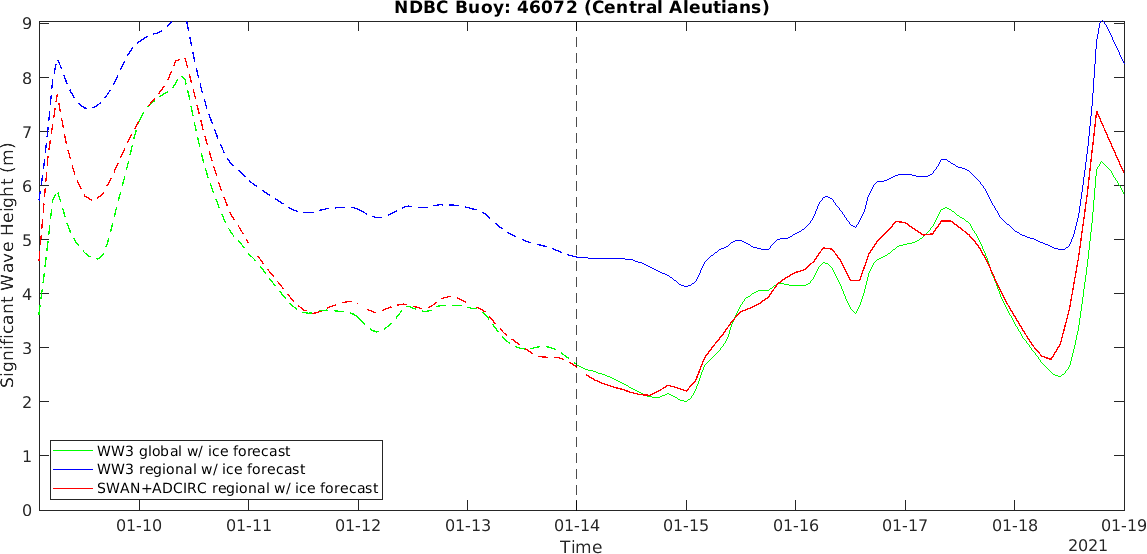 NDBC Buoy: 46072 (Central Aleutians)
9
8
7
6
5
4
3
2
1
0
Significant Wave Height (m)
WW3 global w/ ice forecast
WW3 regional w/ ice forecast
SWAN+ADCIRC regional w/ ice forecast
01-10 01-11 01-12 01-13 01-14 01-15 01-16 01-17 01-18 01-19
Time
2021